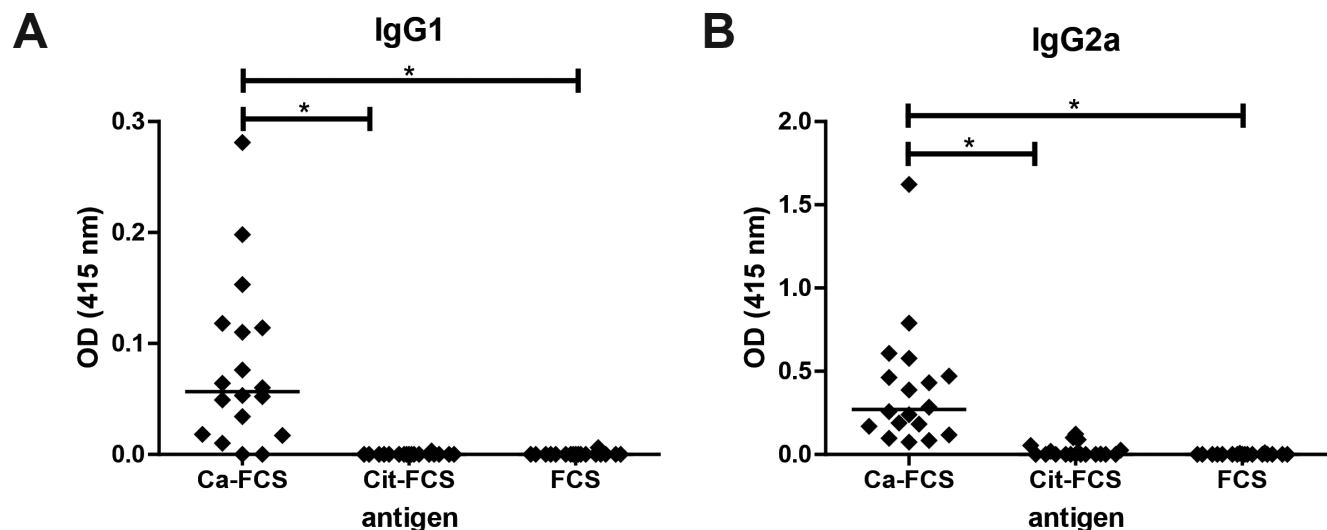 A
IgG1
*
*
0.3
0.2
0.1
0.0
OD (415 nm)
Ca-FCS Cit-FCS FCS
antigen
B
IgG2a
*
*
2.0
1.5
1.0
0.5
0.0
OD (415 nm)
Ca-FCS Cit-FCS FCS
antigen